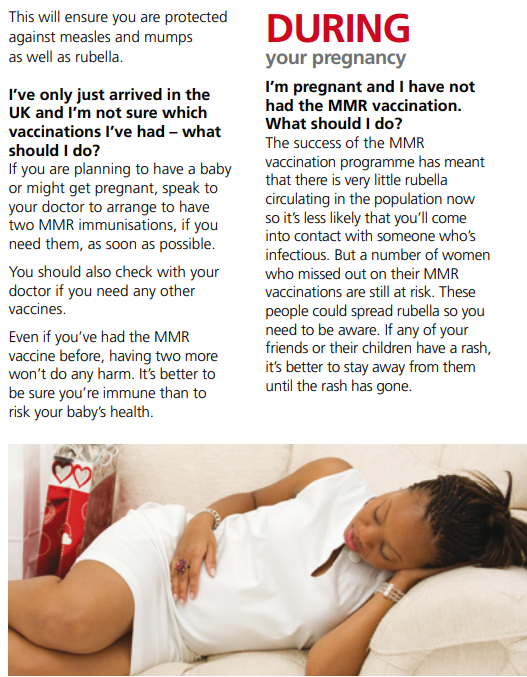 This will ensure you are protected
against measles and mumps
as well as rubella.
I’ve only just arrived in the
UK and I’m not sure which
vaccinations I’ve had – what
should I do?
If you are planning to have a baby
or might get pregnant, speak to
your doctor to arrange to have
two MMR immunisations, if you
need them, as soon as possible.
You should also check with your
doctor if you need any other
vaccines.
Even if you’ve had the MMR
vaccine before, having two more
won’t do any harm. It’s better to
be sure you’re immune than to
risk your baby’s health.
DURING
your pregnancy
I’m pregnant and I have not
had the MMR vaccination.
What should I do?
The success of the MMR
vaccination programme has meant
that there is very little rubella
circulating in the population now
so it’s less likely that you’ll come
into contact with someone who’s
infectious. But a number of women
who missed out on their MMR
vaccinations are still at risk. These
people could spread rubella so you
need to be aware. If any of your
friends or their children have a rash,
it’s better to stay away from them
until the rash has gone.